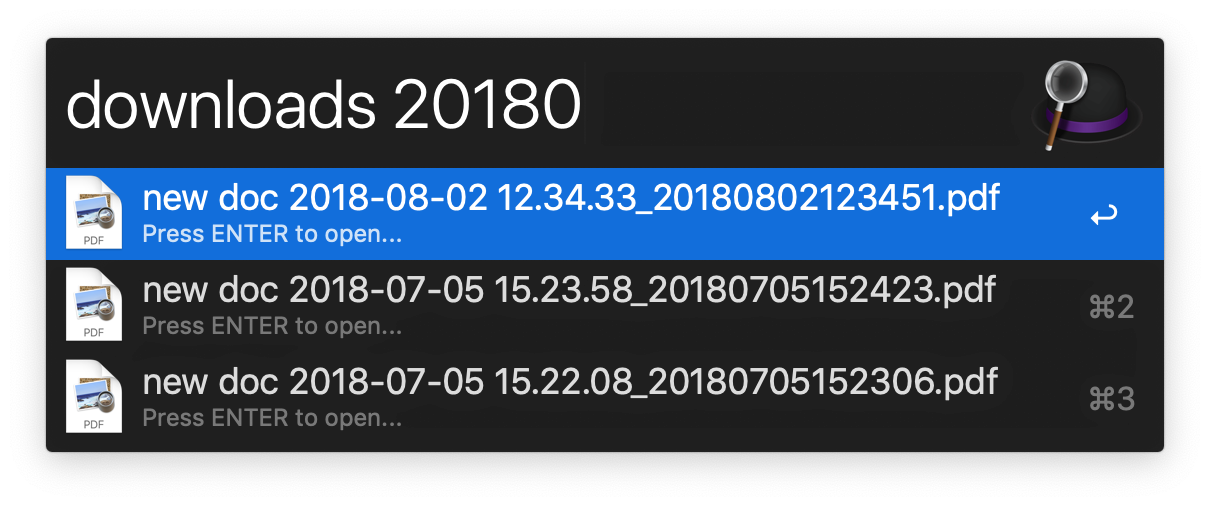 downloads 20180
new doc 2018-08-02 12.34.33_20180802123451.pdf
Press ENTER to open...
PDF
new doc 2018-07-05 15.23.58_20180705152423.pdf
⌘2
Press ENTER to open...
PDF
new doc 2018-07-05 15.22.08_20180705152306.pdf
⌘3
Press ENTER to open...
PDF